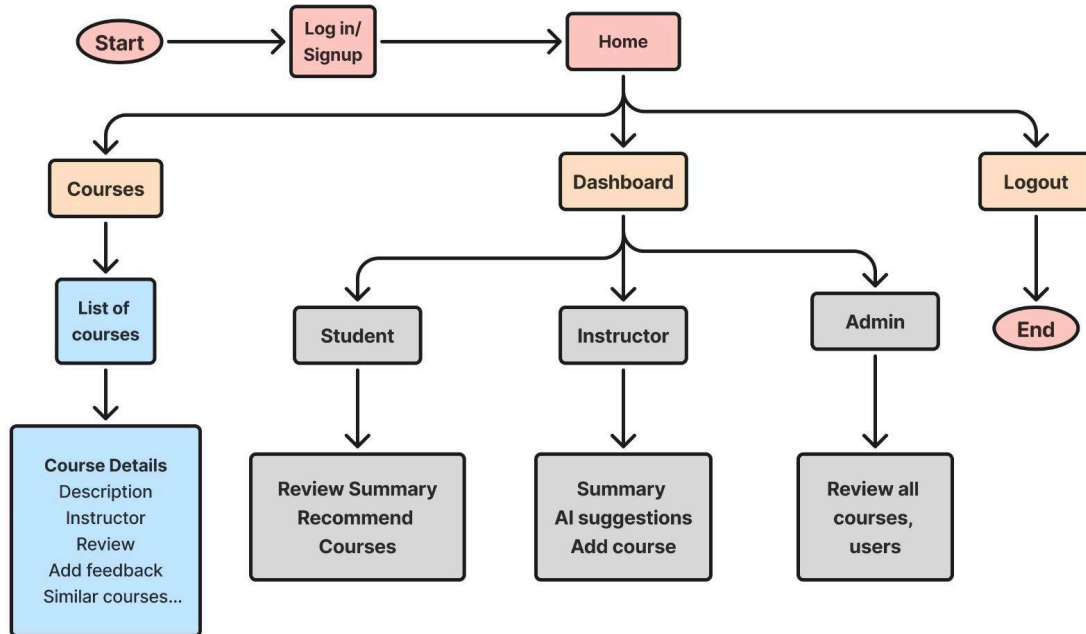 Start
Log in/
Signup
Home
Courses
Dashboard
Logout
List of
courses
Student
Instructor
Admin
End
Course Details
Description
Instructor
Review
Add feedback
Similar courses...
Review Summary
Recommend
Courses
Summary
AI suggestions
Add course
Review all
courses,
users